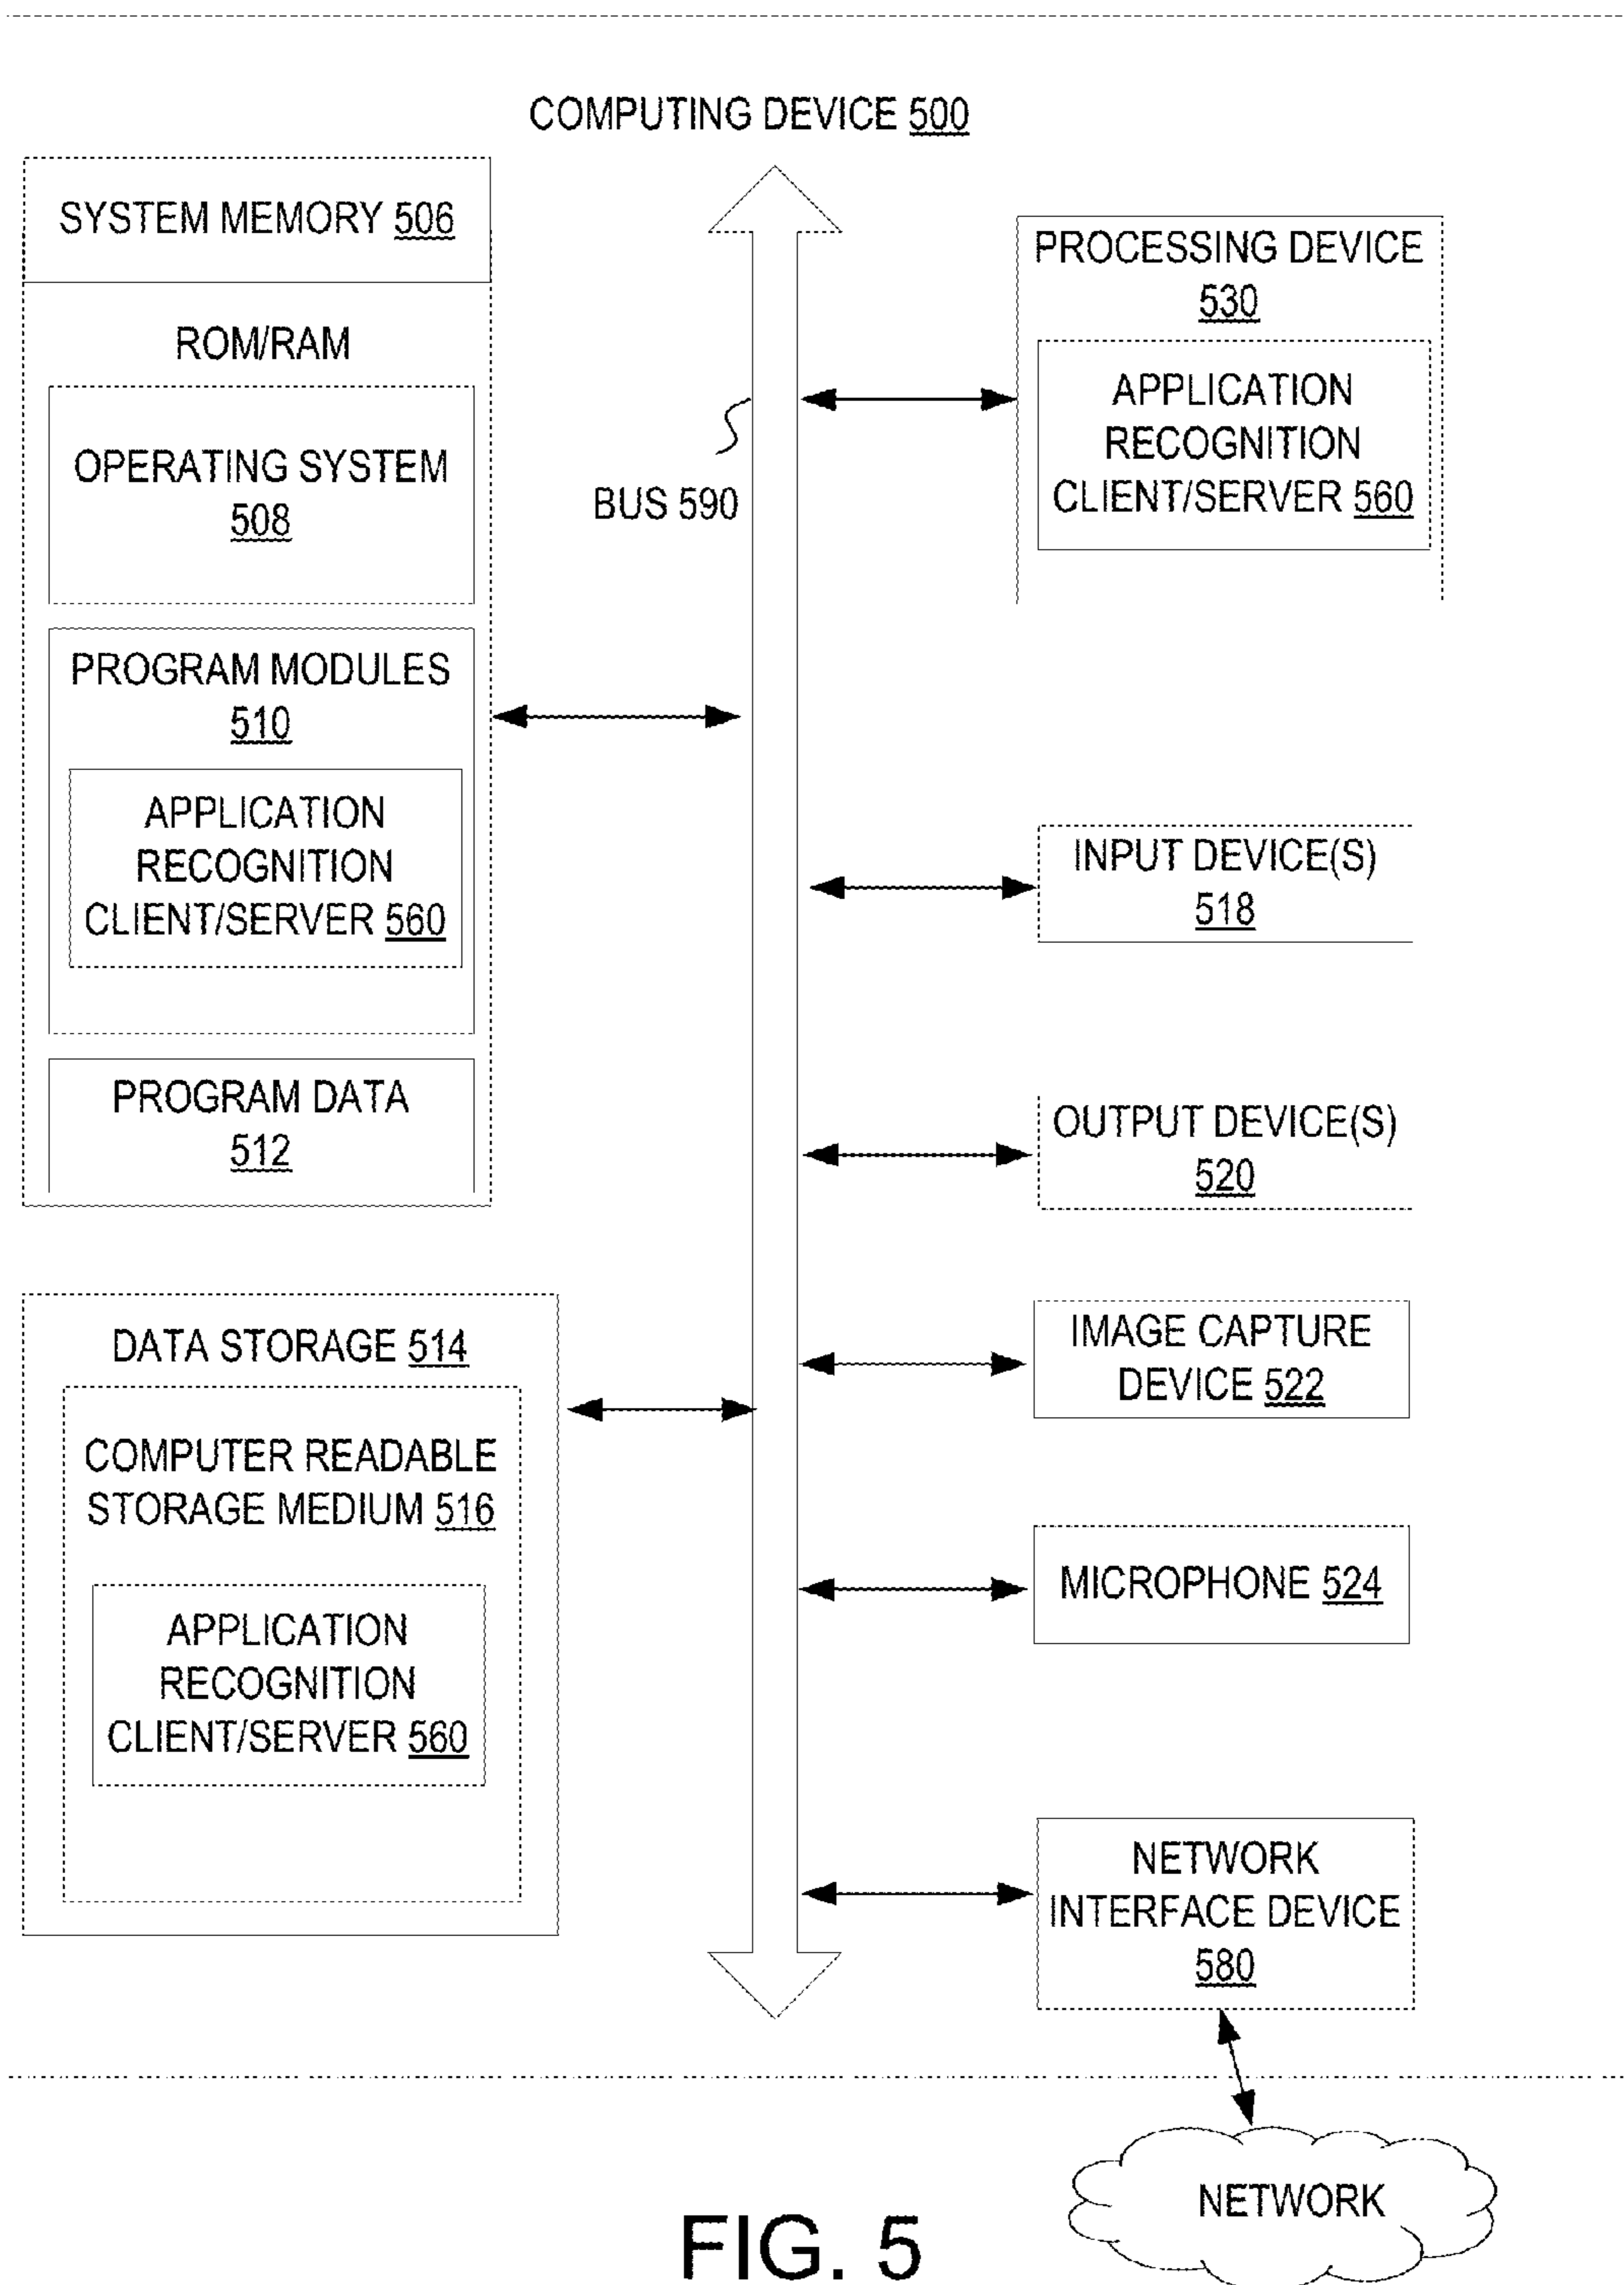 COMPUTING DEVICE 500
SYSTEM MEMORY 506
ROM/RAM
OPERATING SYSTEM
508
PROGRAM MODULES
510
APPLICATION
RECOGNITION
CLIENT/SERVER 560
PROGRAM DATA
512
DATA STORAGE 514
COMPUTER READABLE
STORAGE MEDIUM 516
APPLICATION
RECOGNITION
CLIENT/SERVER 560
BUS 590
PROCESSING DEVICE
530
APPLICATION
RECOGNITION
CLIENT/SERVER 560
INPUT DEVICE(S)
518
OUTPUT DEVICE(S)
520
IMAGE CAPTURE
DEVICE 522
MICROPHONE 524
NETWORK
INTERFACE DEVICE
580
NETWORK
FIG. 5